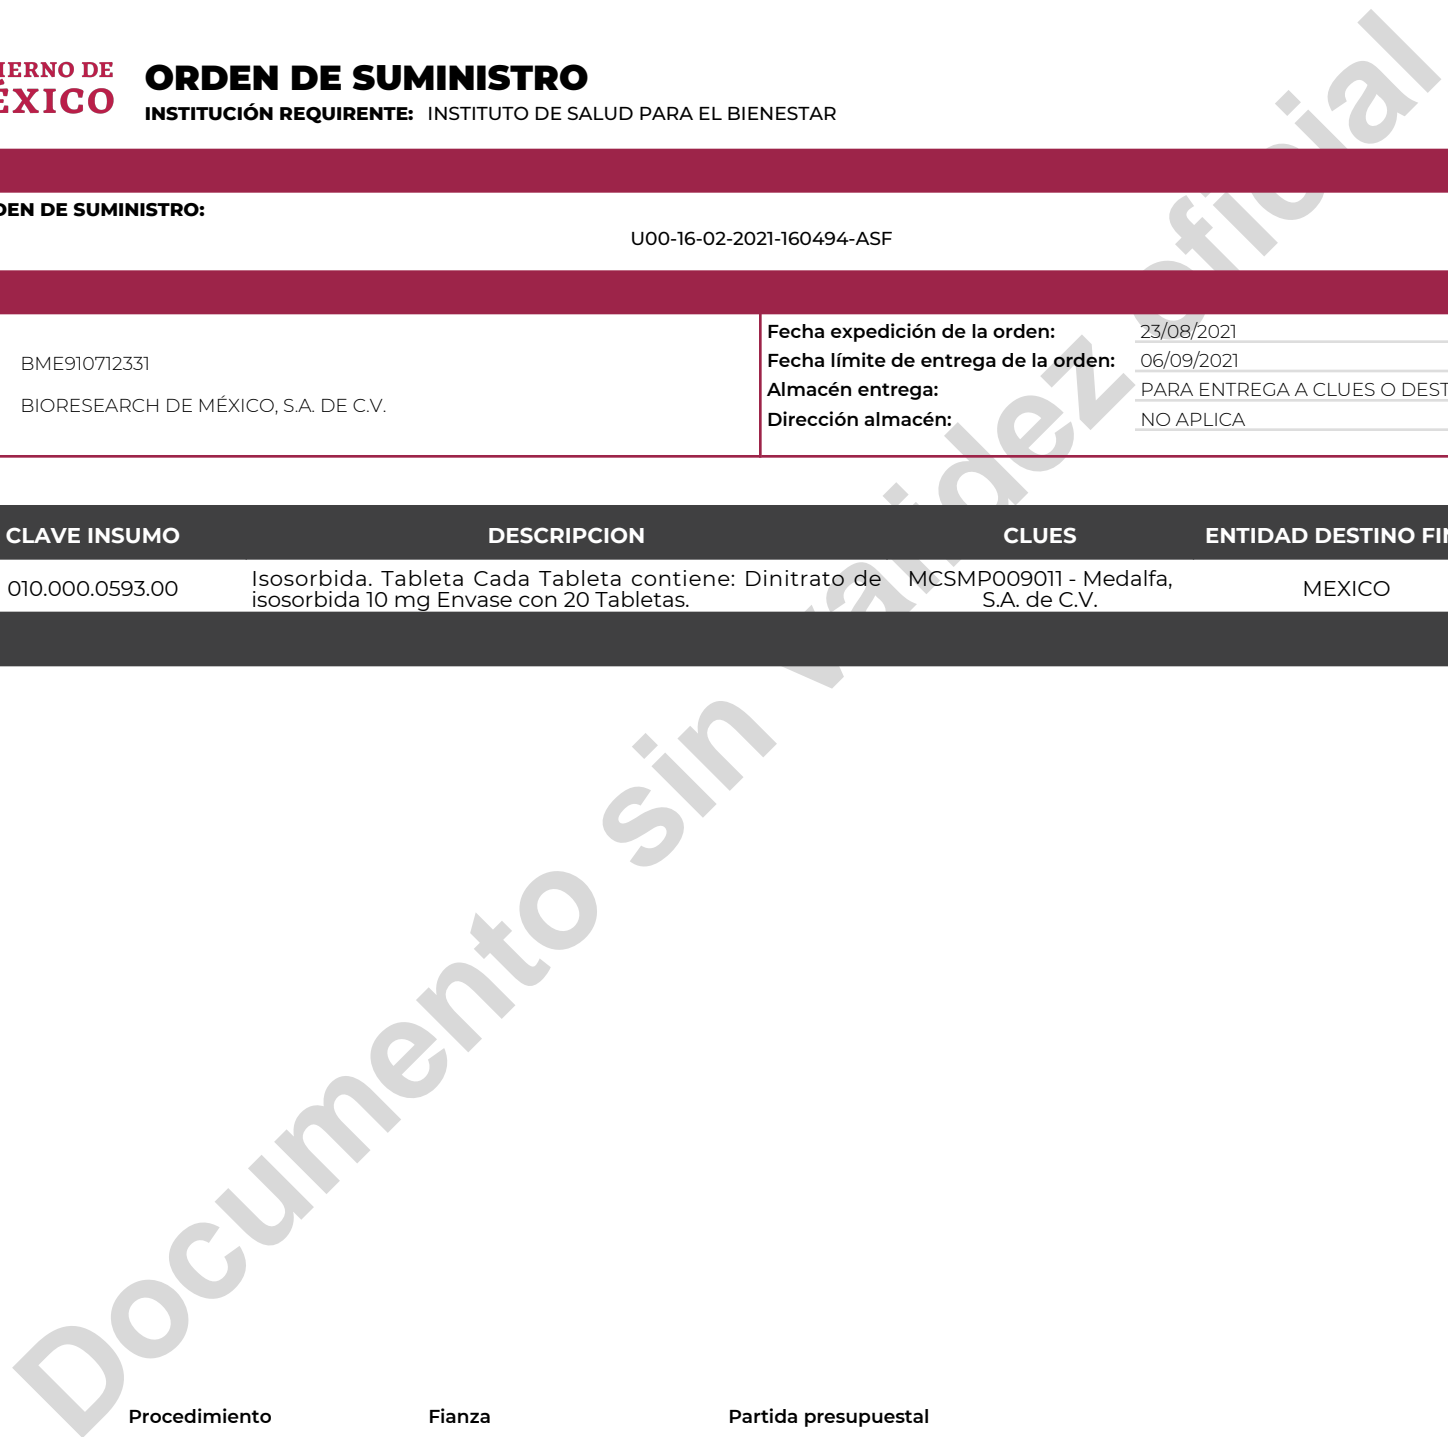 IERNO DE
ÉXICO
ORDEN DE SUMINISTRO
INSTITUCIÓN REQUIRENTE: INSTITUTO DE SALUD PARA EL BIENESTAR
DEN DE SUMINISTRO:
U00-16-02-2021-160494-ASF
BME910712331
BIORESEARCH DE MÉXICO, S.A. DE C.V.
Fecha expedición de la orden: 23/08/2021
Fecha límite de entrega de la orden: 06/09/2021
Almacén entrega: PARA ENTREGA A CLUES O DEST
Dirección almacén: NO APLICA
CLAVE INSUMO DESCRIPCION CLUES ENTIDAD DESTINO FIN
010.000.0593.00
Isosorbida. Tableta Cada Tableta contiene: Dinitrato de
isosorbida 10 mg Envase con 20 Tabletas.
MCSMP009011 - Medalfa,
S.A. de C.V.
MEXICO
Documento sin validez oficial
Procedimiento Fianza Partida presupuestal